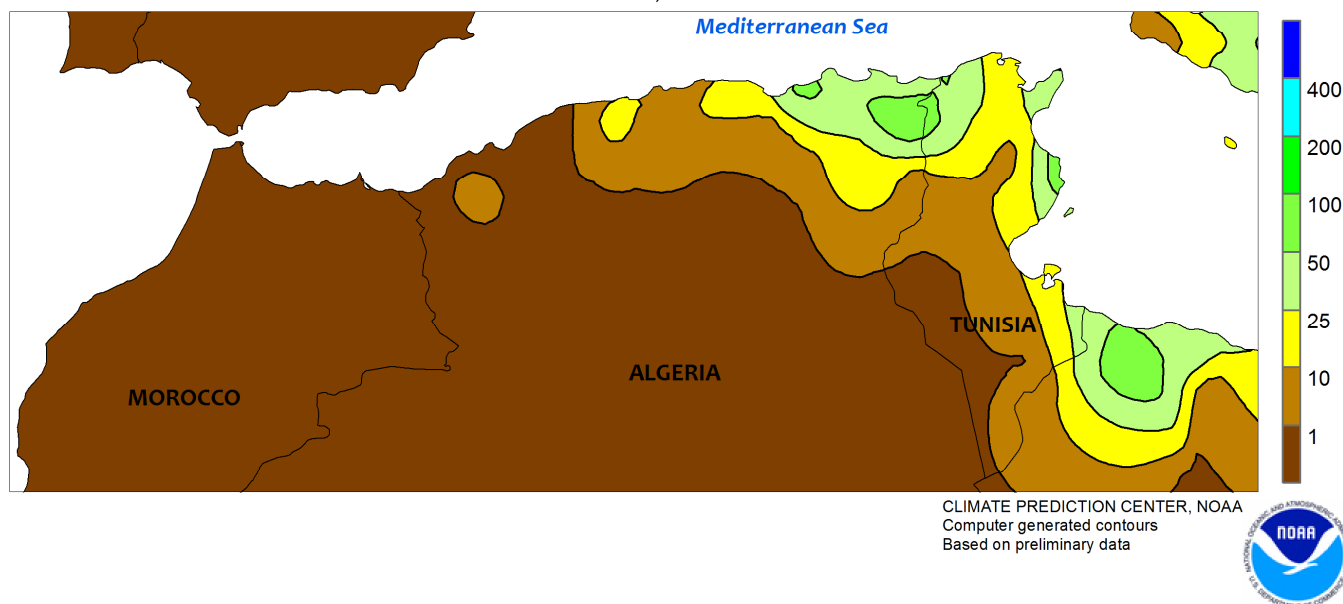 Mediterranean Sea
400
200
100
50
25
10
1
TUNISIA
ALGERIA
MOROCCO
CLIMATE PREDICTION CENTER, NOAA
Computer generated contours
Based on preliminary data
NOAA